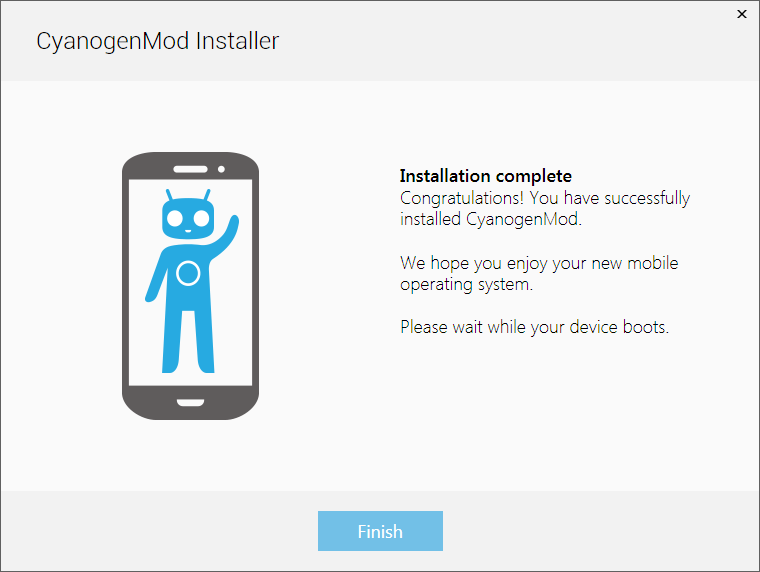 CyanogenMod Installer
Installation complete
Congratulations! You have successfully
installed CyanogenMod.
We hope you enjoy your new mobile
operating system.
Please wait while your device boots.
Finish